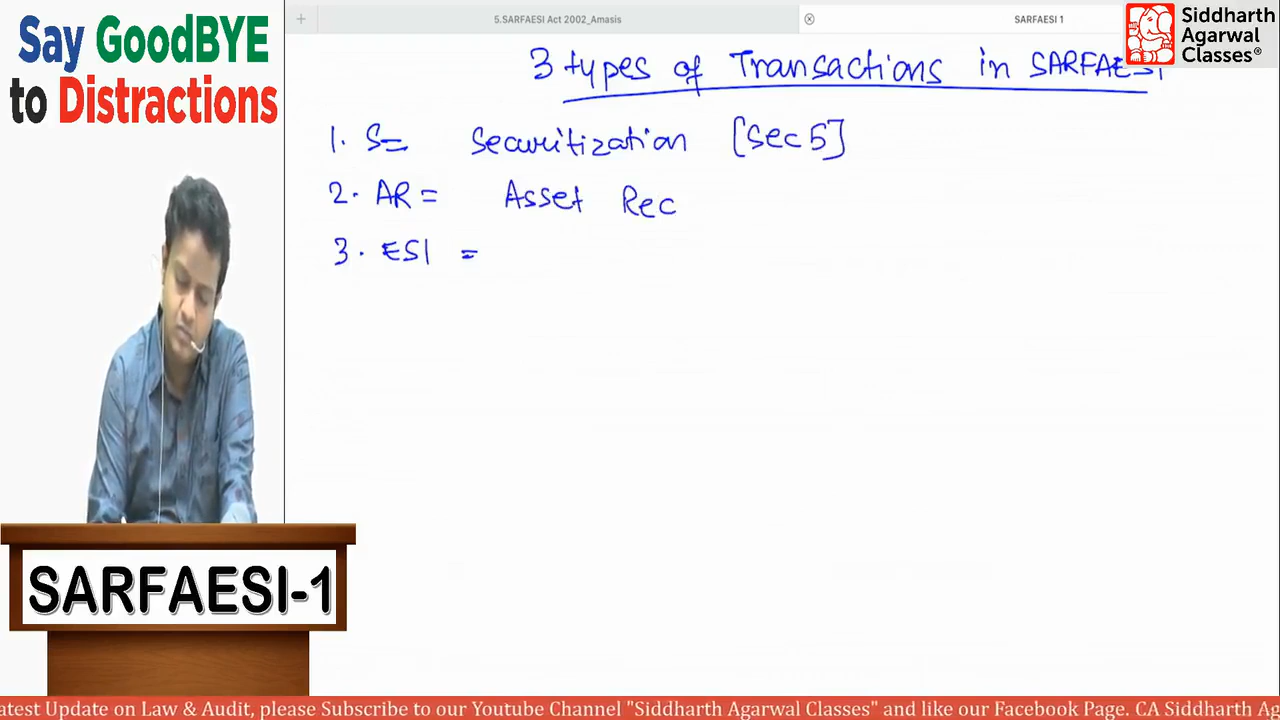 Say GoodBYE
to Distractions
5.SARFAESI Act 2002_Amasis
SARFAESI 1
Siddharth
Agarwal
Classes®
3 types of Transactions in SARFAESI
1. S= Securitization [Sec 5]
2. AR = Asset Rec
3. ESI =
SARFAESI-1
atest Update on Law & Audit, please Subscribe to our Youtube Channel "Siddharth Agarwal Classes" and like our Facebook Page. CA Siddharth Ag